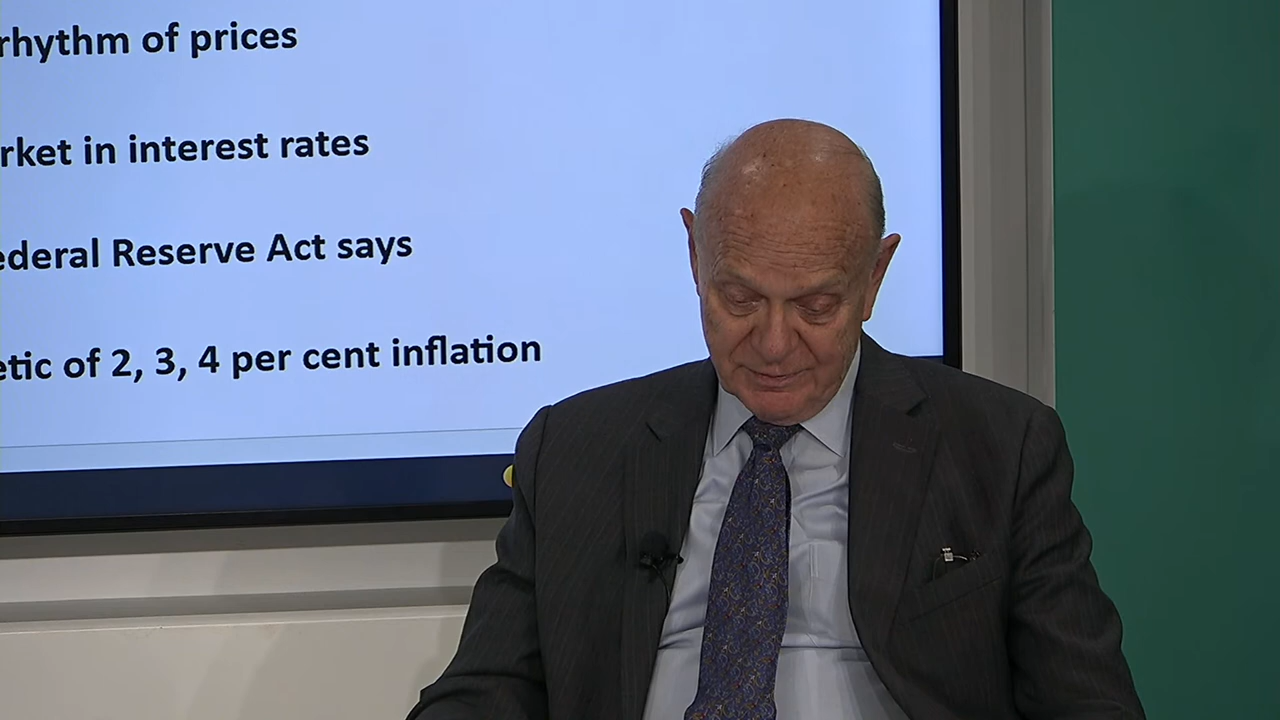 rhythm of prices
rket in interest rates
ederal Reserve Act says
etic of 2, 3, 4 per cent inflation